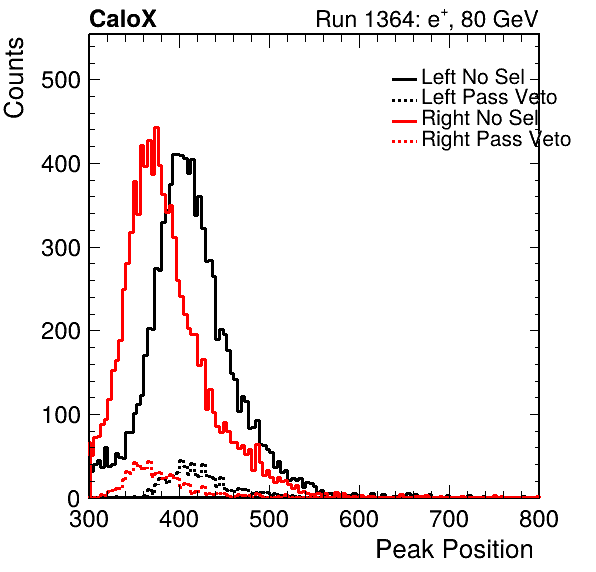 CaloX Run 1364: e⁺, 80 GeV
Counts
500
400
300
200
100
0
Left No Sel
Left Pass Veto
Right No Sel
Right Pass Veto
300 400 500 600 700 800
Peak Position